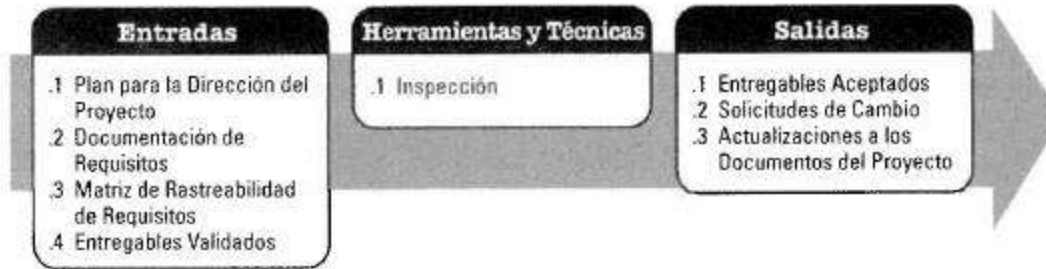 Entradas
.1 Plan para la Dirección del
Proyecto
.2 Documentación de
Requisitos
.3 Matriz de Rastreabilidad
de Requisitos
.4 Entregables Validados
Herramientas y Técnicas
.1 Inspección
Salidas
.1 Entregables Aceptados
.2 Solicitudes de Cambio
.3 Actualizaciones a los
Documentos del Proyecto